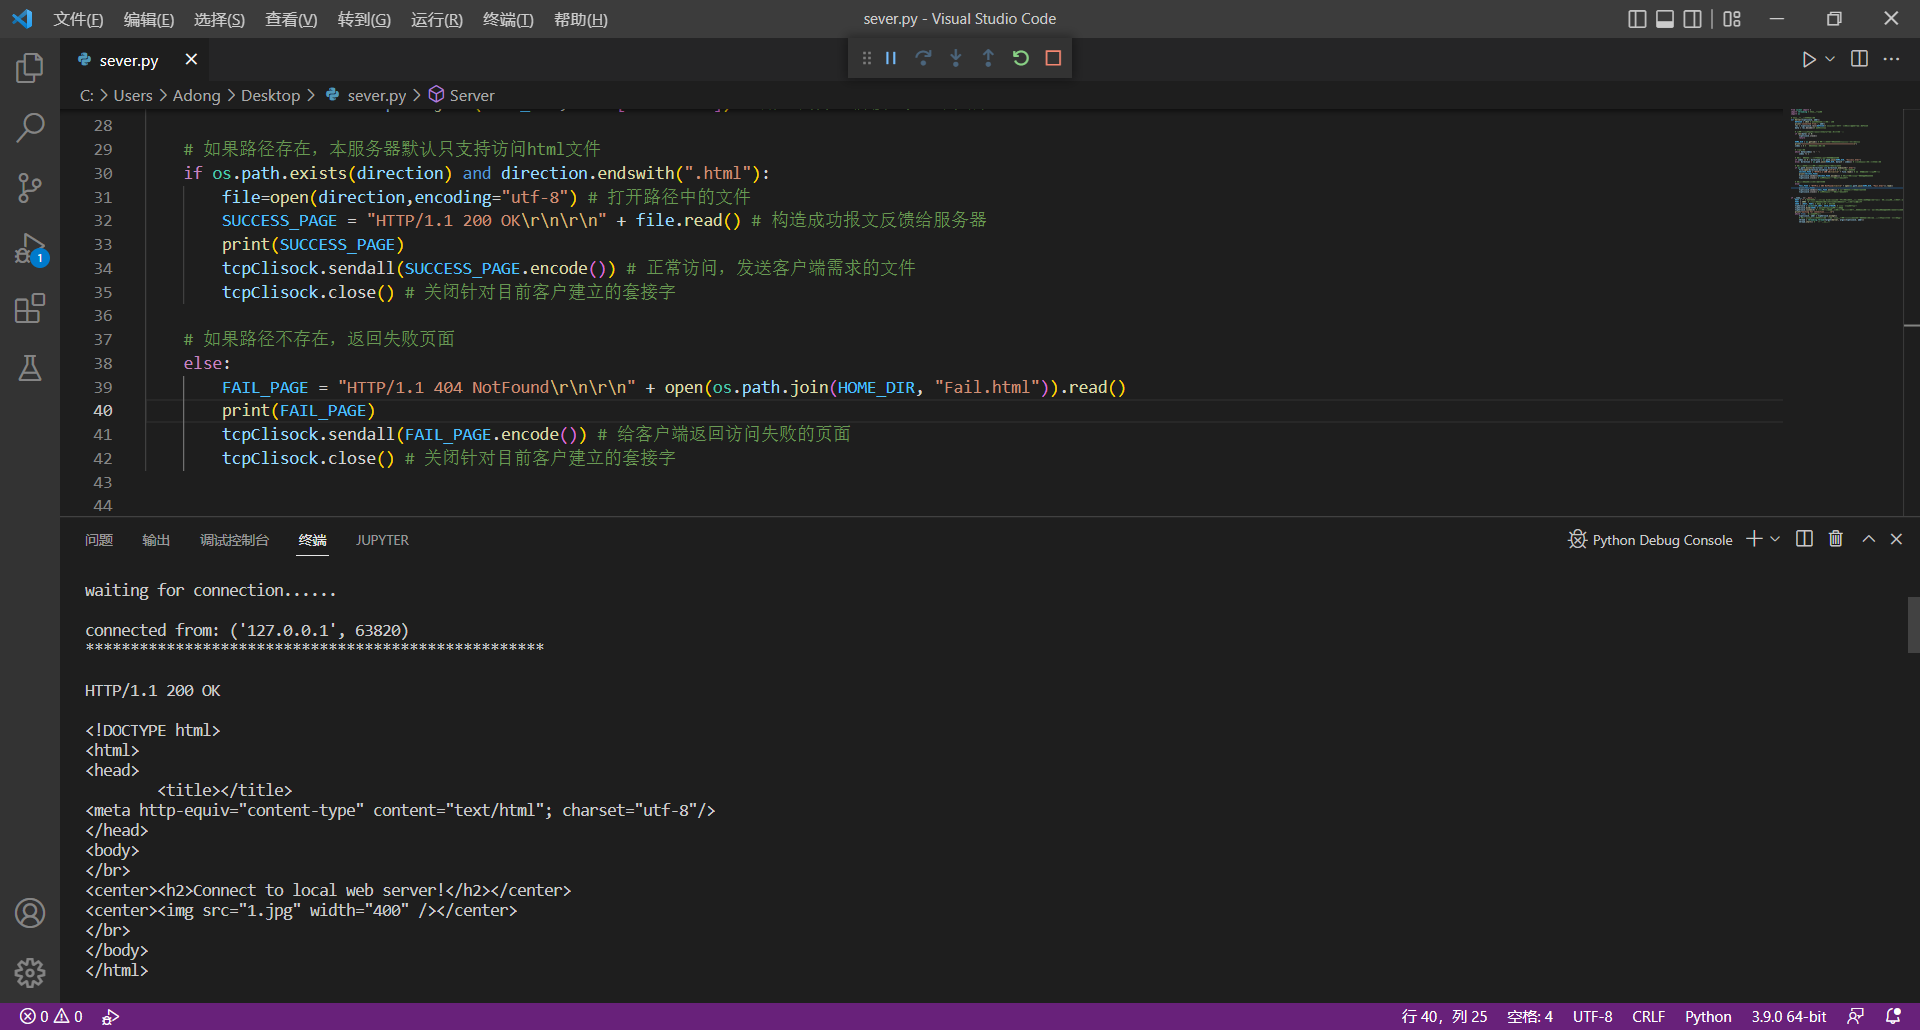 文件(F) 编辑(E) 选择(S) 查看(V) 转到(G) 运行(R) 终端(T) 帮助(H) sever.py - Visual Studio Code
sever.py
C: > Users > Adong > Desktop > sever.py > Server
28
29 # 如果路径存在，本服务器默认只支持访问html文件
30 if os.path.exists(direction) and direction.endswith(".html"):
31 file=open(direction,encoding="utf-8") # 打开路径中的文件
32 SUCCESS_PAGE = "HTTP/1.1 200 OK\r\n\r\n" + file.read() # 构造成功报文反馈给服务器
33 print(SUCCESS_PAGE)
34 tcpClisock.sendall(SUCCESS_PAGE.encode()) # 正常访问，发送客户端需求的文件
35 tcpClisock.close() # 关闭针对目前客户建立的套接字
36
37 # 如果路径不存在，返回失败页面
38 else:
39 FAIL_PAGE = "HTTP/1.1 404 NotFound\r\n\r\n" + open(os.path.join(HOME_DIR, "Fail.html")).read()
40 print(FAIL_PAGE)
41 tcpClisock.sendall(FAIL_PAGE.encode()) # 给客户端返回访问失败的页面
42 tcpClisock.close() # 关闭针对目前客户建立的套接字
43
44
1
问题 输出 调试控制台 终端 JUPYTER Python Debug Console
waiting for connection......
connected from: ('127.0.0.1', 63820)
***************************************************
HTTP/1.1 200 OK
<!DOCTYPE html>
<html>
<head>
<title></title>
<meta http-equiv="content-type" content="text/html"; charset="utf-8"/>
</head>
<body>
</br>
<center><h2>Connect to local web server!</h2></center>
<center><img src="1.jpg" width="400" /></center>
</br>
</body>
</html>
0 0 行 40，列 25 空格: 4 UTF-8 CRLF Python 3.9.0 64-bit